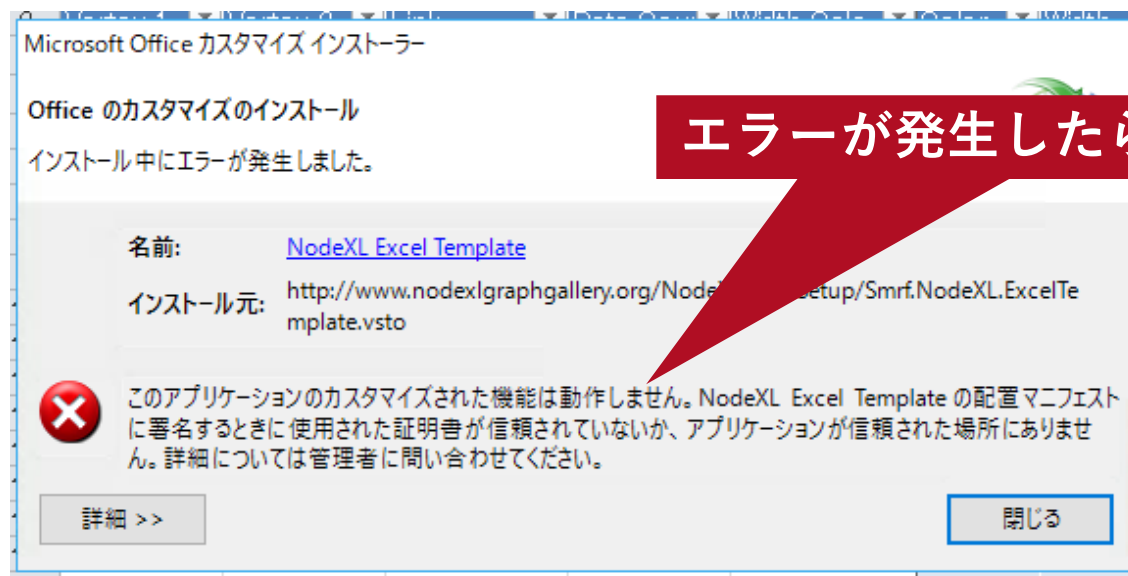 Microsoft Office カスタマイズ インストーラー
Office のカスタマイズのインストール
インストール中にエラーが発生しました。
エラーが発生したら
名前: NodeXL Excel Template
インストール元: http://www.nodexlgraphgallery.org/Node etup/Smrf.NodeXL.ExcelTe
mplate.vsto
このアプリケーションのカスタマイズされた機能は動作しません。NodeXL Excel Template の配置マニフェスト
に署名するときに使用された証明書が信頼されていないか、アプリケーションが信頼された場所にありませ
ん。詳細については管理者に問い合わせてください。
詳細 >>
閉じる